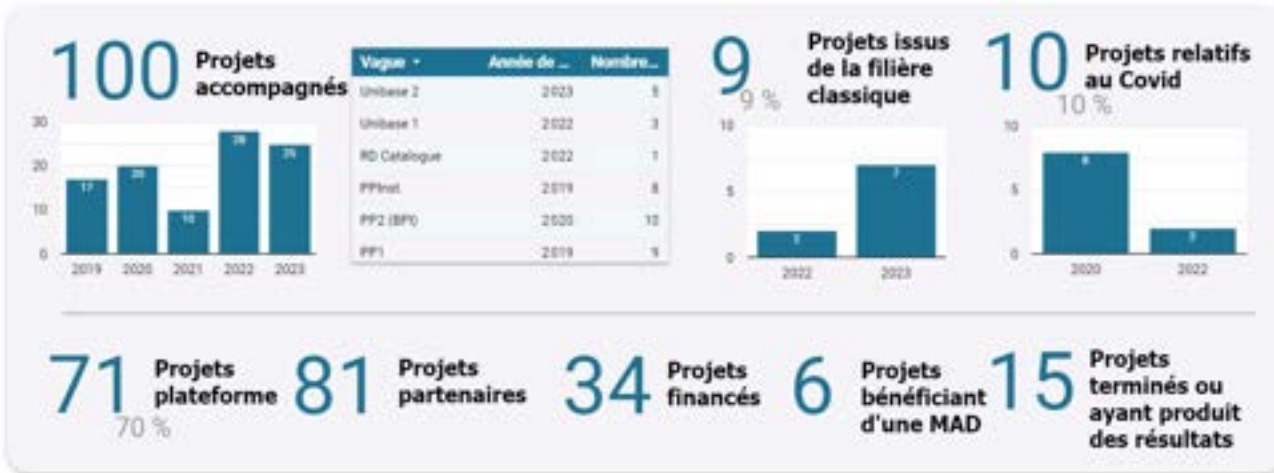 100
Projets
accompagnés
30
20
10
0
17
20
10
28
25
2019
2020
2021
2022
2023
Vague
Année de ...
Nombre...
Unibase 2
2023
5
Unibase 1
2022
3
RD Catalogue
2022
1
PPInst
2019
8
PP2 (BPI)
2020
10
PP1
2019
9
9
9 %
Projets issus
de la filière
classique
10
5
0
2
7
2022
2023
10
10 %
Projets relatifs
au Covid
10
5
0
8
2
2020
2022
71
70 %
Projets
plateforme
81
Projets
partenaires
34
Projets
financés
6
Projets
bénéficiant
d'une MAD
15
Projets
terminés ou
ayant produit
des résultats